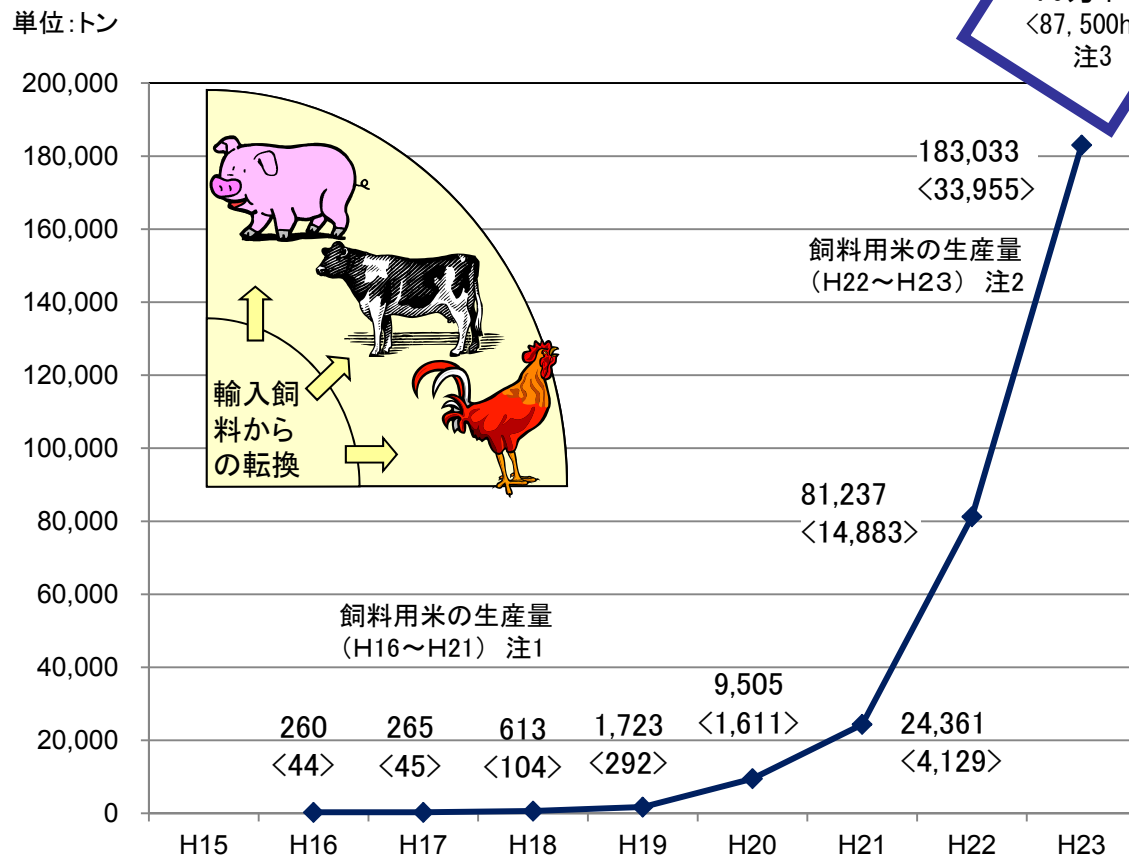 単位:トン
<87,500h
注3
200,000
180,000
160,000
140,000
120,000
100,000
80,000
60,000
40,000
20,000
0
輸入飼
料から
の転換
183,033
<33,955>
飼料用米の生産量
(H22～H23) 注2
81,237
<14,883>
飼料用米の生産量
(H16～H21) 注1
260
<44>
265
<45>
613
<104>
1,723
<292>
9,505
<1,611>
24,361
<4,129>
H15 H16 H17 H18 H19 H20 H21 H22 H23